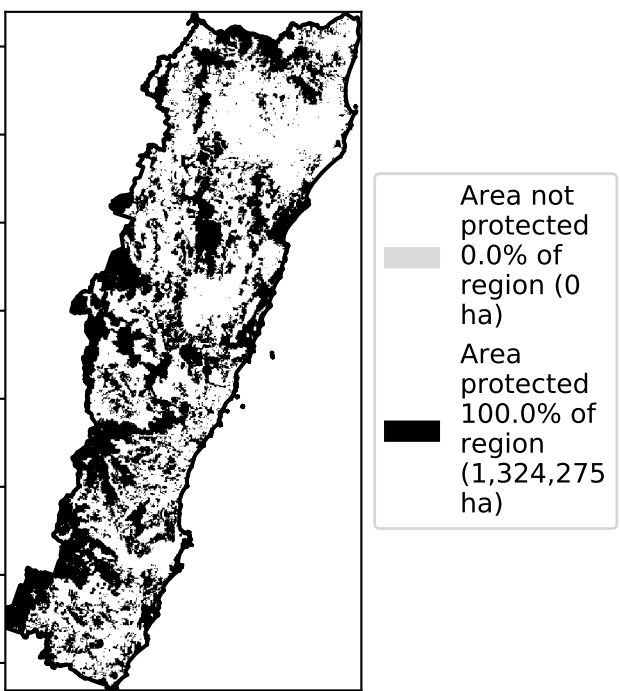 Area not
protected
0.0% of
region (0
ha)
Area
protected
100.0% of
region
(1,324,275
ha)